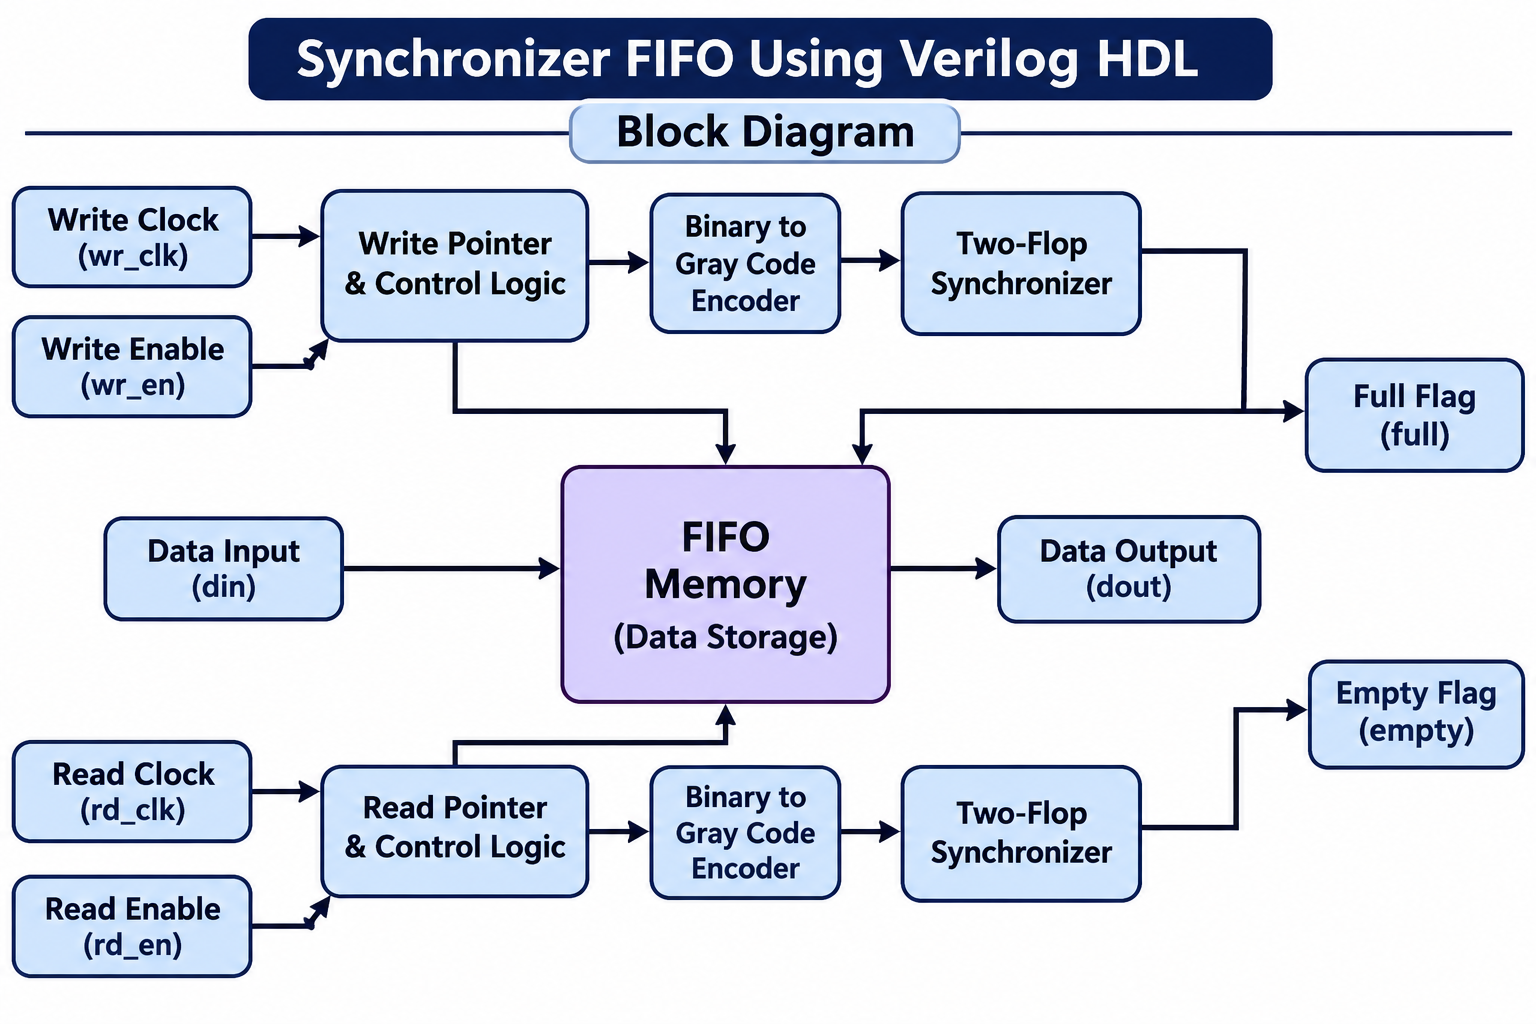 Synchronizer FIFO Using Verilog HDL
Block Diagram
Write Clock
(wr_clk)
Write Enable
(wr_en)
Write Pointer
& Control Logic
Binary to
Gray Code
Encoder
Two-Flop
Synchronizer
Full Flag
(full)
Data Input
(din)
FIFO
Memory
(Data Storage)
Data Output
(dout)
Empty Flag
(empty)
Read Clock
(rd_clk)
Read Enable
(rd_en)
Read Pointer
& Control Logic
Binary to
Gray Code
Encoder
Two-Flop
Synchronizer